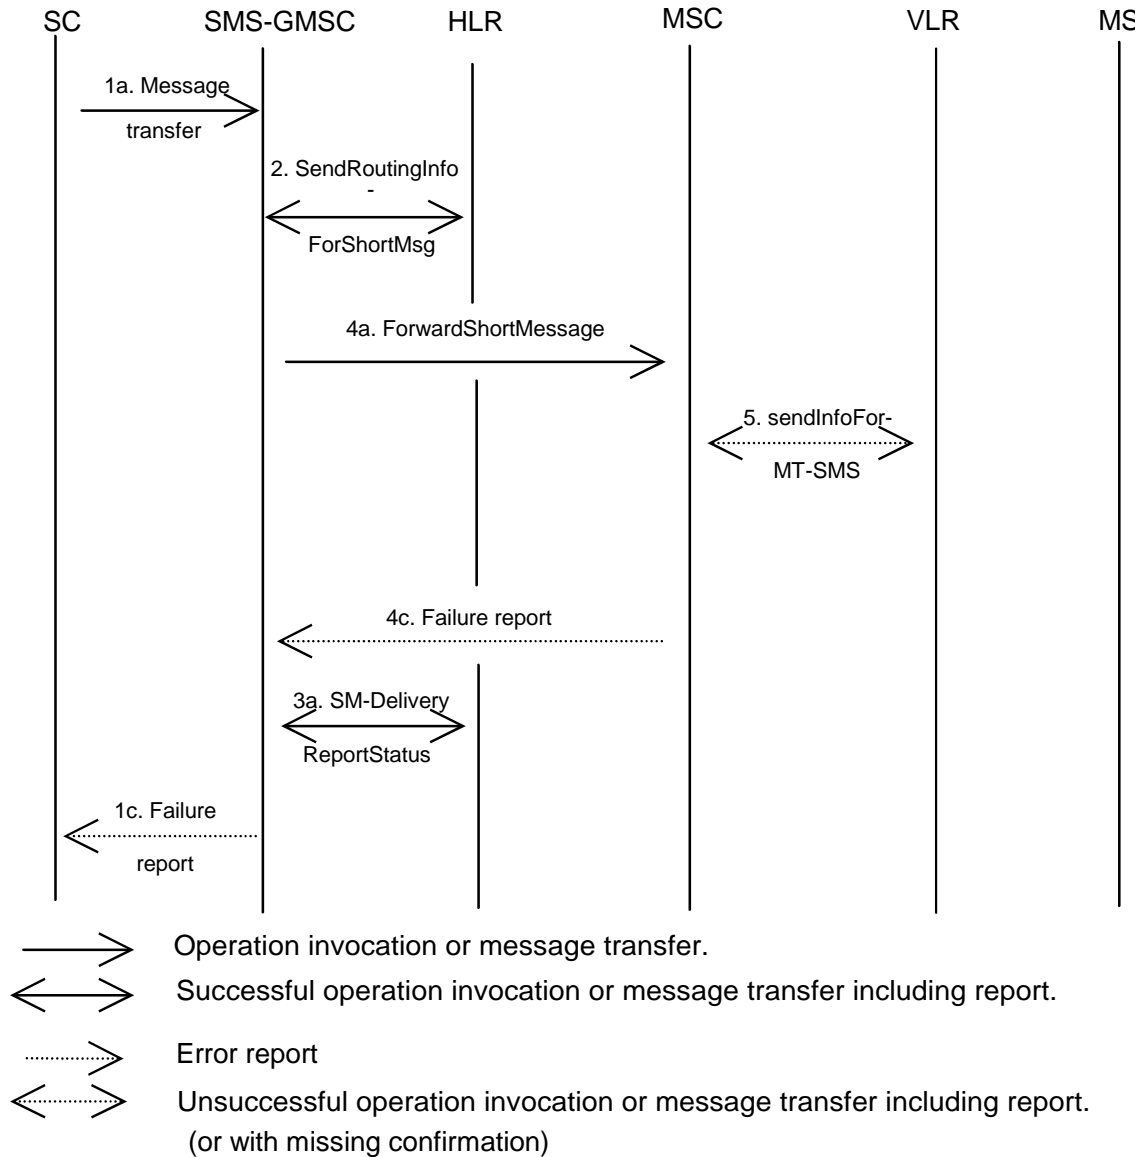 SC SMS-GMSC HLR MSC VLR MS
1a. Message
transfer
2. SendRoutingInfo
-
ForShortMsg
4a. ForwardShortMessage
5. sendInfoFor-
MT-SMS
4c. Failure report
3a. SM-Delivery
ReportStatus
1c. Failure
report
Operation invocation or message transfer.
Successful operation invocation or message transfer including report.
Error report
Unsuccessful operation invocation or message transfer including report.
(or with missing confirmation)